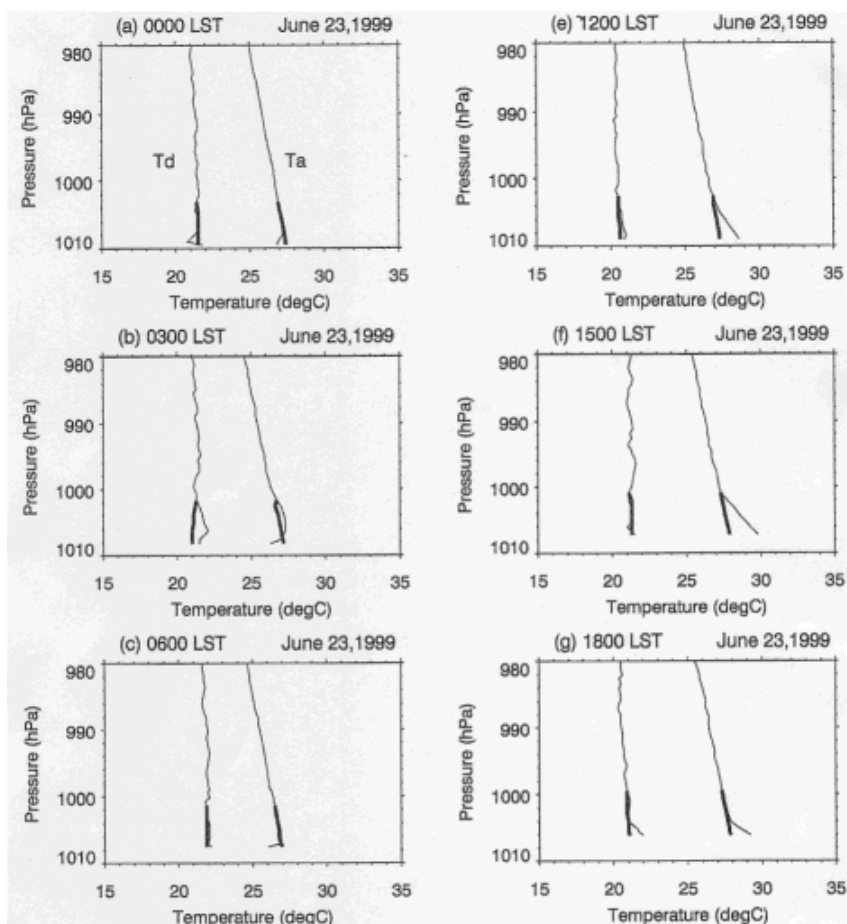 (a) 0000 LST June 23,1999
980
990
1000
1010
Pressure (hPa)
Td
Ta
15 20 25 30 35
Temperature (degC)
(b) 0300 LST June 23,1999
980
990
1000
1010
Pressure (hPa)
15 20 25 30 35
Temperature (degC)
(c) 0600 LST June 23,1999
980
990
1000
1010
Pressure (hPa)
15 20 25 30 35
Temperature (degC)
(e) 1200 LST June 23,1999
980
990
1000
1010
Pressure (hPa)
15 20 25 30 35
Temperature (degC)
(f) 1500 LST June 23,1999
980
990
1000
1010
Pressure (hPa)
15 20 25 30 35
Temperature (degC)
(g) 1800 LST June 23,1999
980
990
1000
1010
Pressure (hPa)
15 20 25 30 35
Temperature (degC)